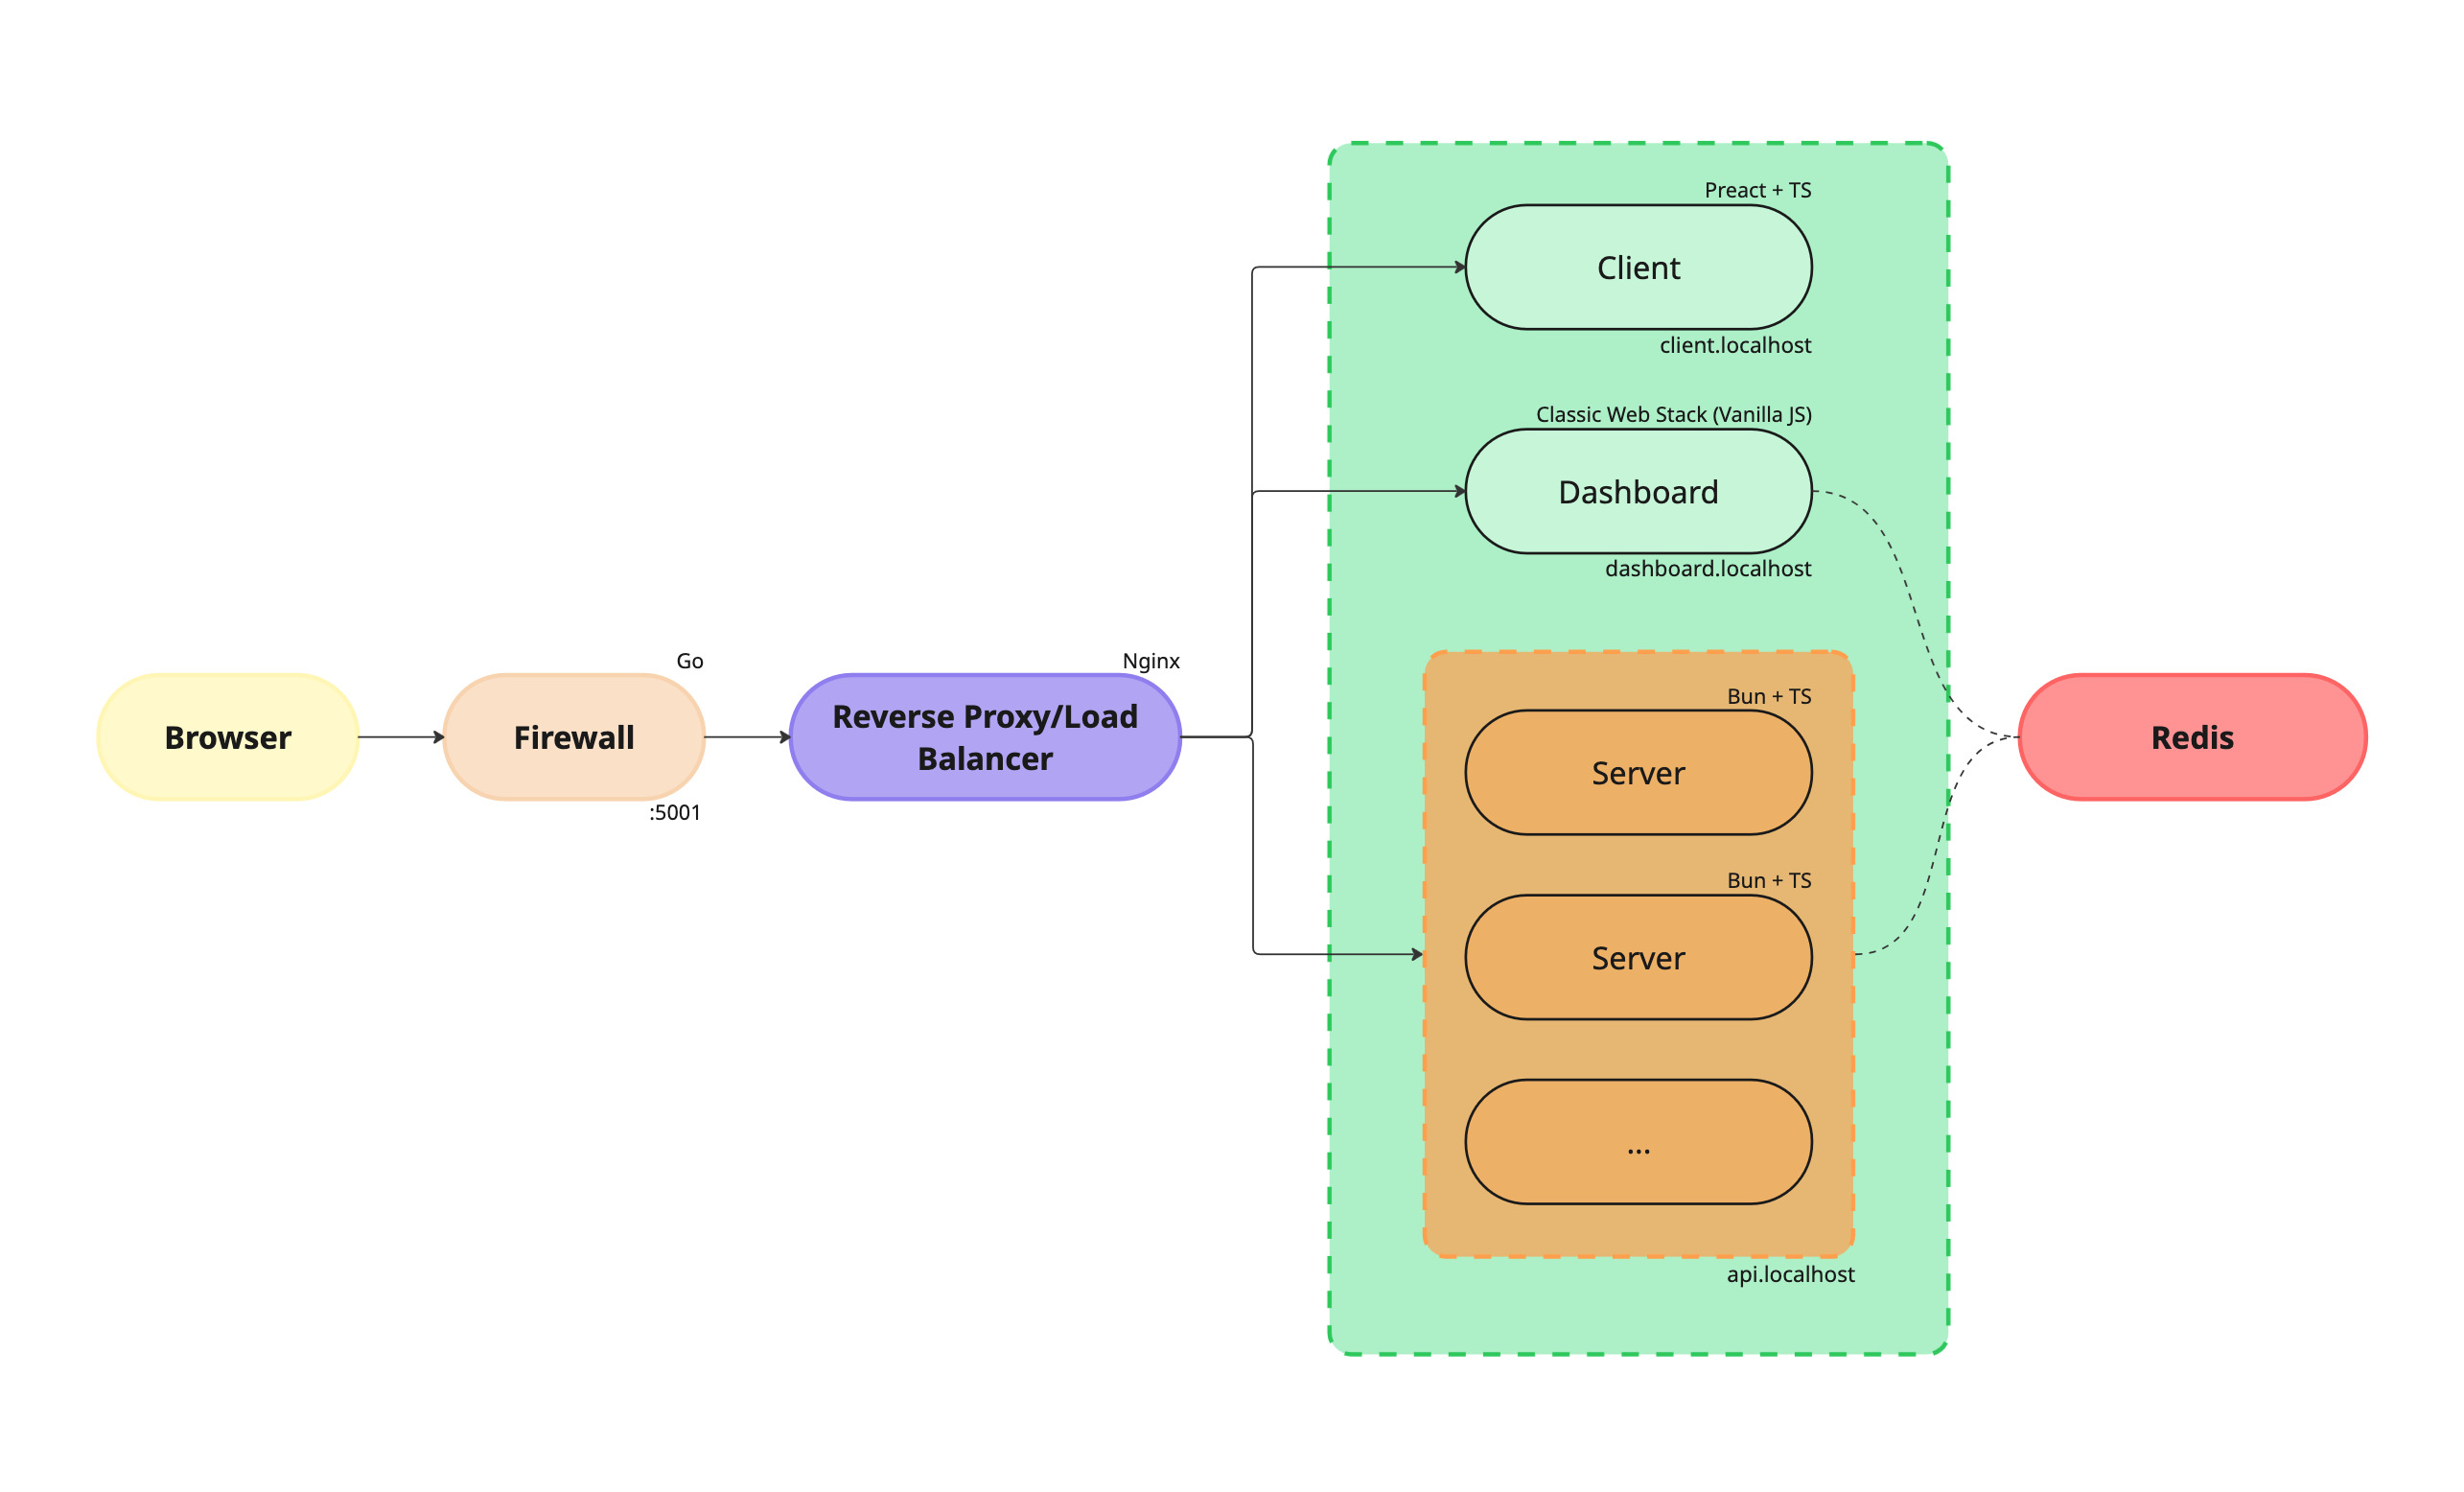 Browser
Go
Firewall
:5001
Nginx
Reverse Proxy/Load
Balancer
Preact + TS
Client
client.localhost
Classic Web Stack (Vanilla JS)
Dashboard
dashboard.localhost
Bun + TS
Server
Bun + TS
Server
...
api.localhost
Redis